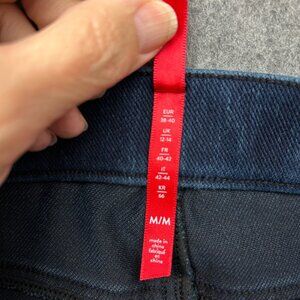 EUR
38-40
UK
12-14
FR
40-42
IT
42-44
KR
66
M/M
made in
china
fabriqué
en
chine